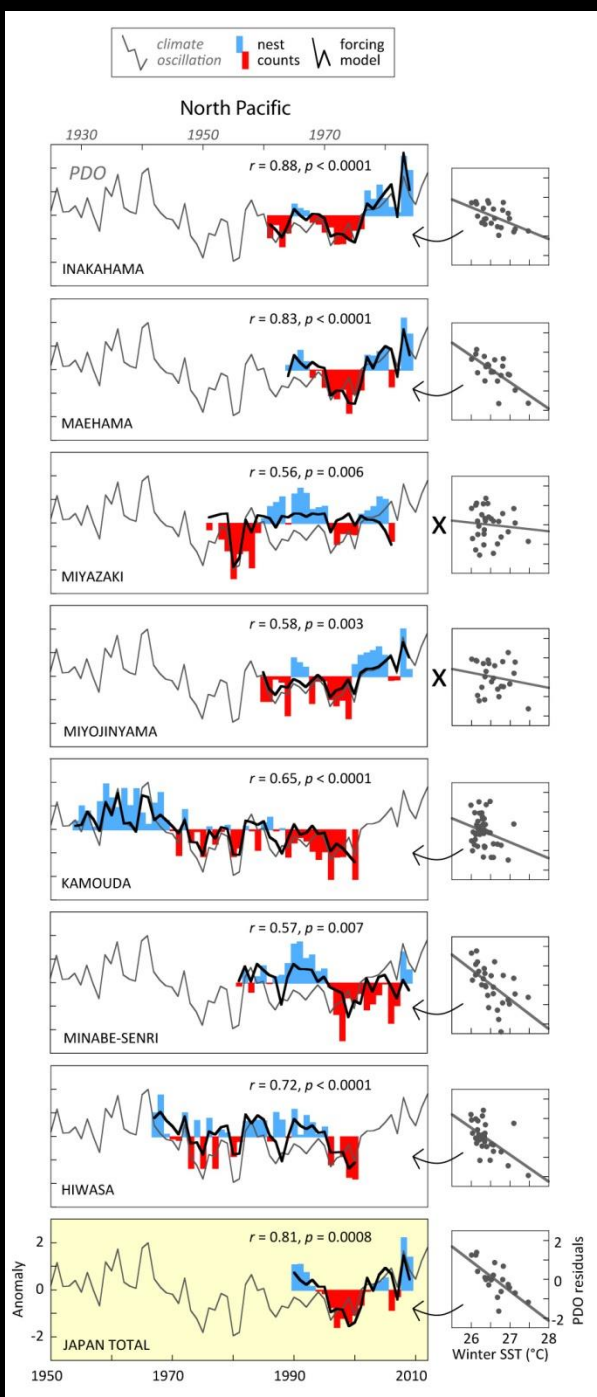 climate oscillation
nest counts
forcing model
North Pacific
1930 1950 1970
PDO
r = 0.88, p < 0.0001
INAKAHAMA
r = 0.83, p < 0.0001
MAEHAMA
r = 0.56, p = 0.006
MIYAZAKI
X
r = 0.58, p = 0.003
MIYOJINYAMA
X
r = 0.65, p < 0.0001
KAMOUDA
r = 0.57, p = 0.007
MINABE-SENRI
r = 0.72, p < 0.0001
HIWASA
r = 0.81, p = 0.0008
JAPAN TOTAL
Anomaly
2
0
-2
1950 1970 1990 2010
2
0
-2
PDO residuals
26 27 28
Winter SST (°C)